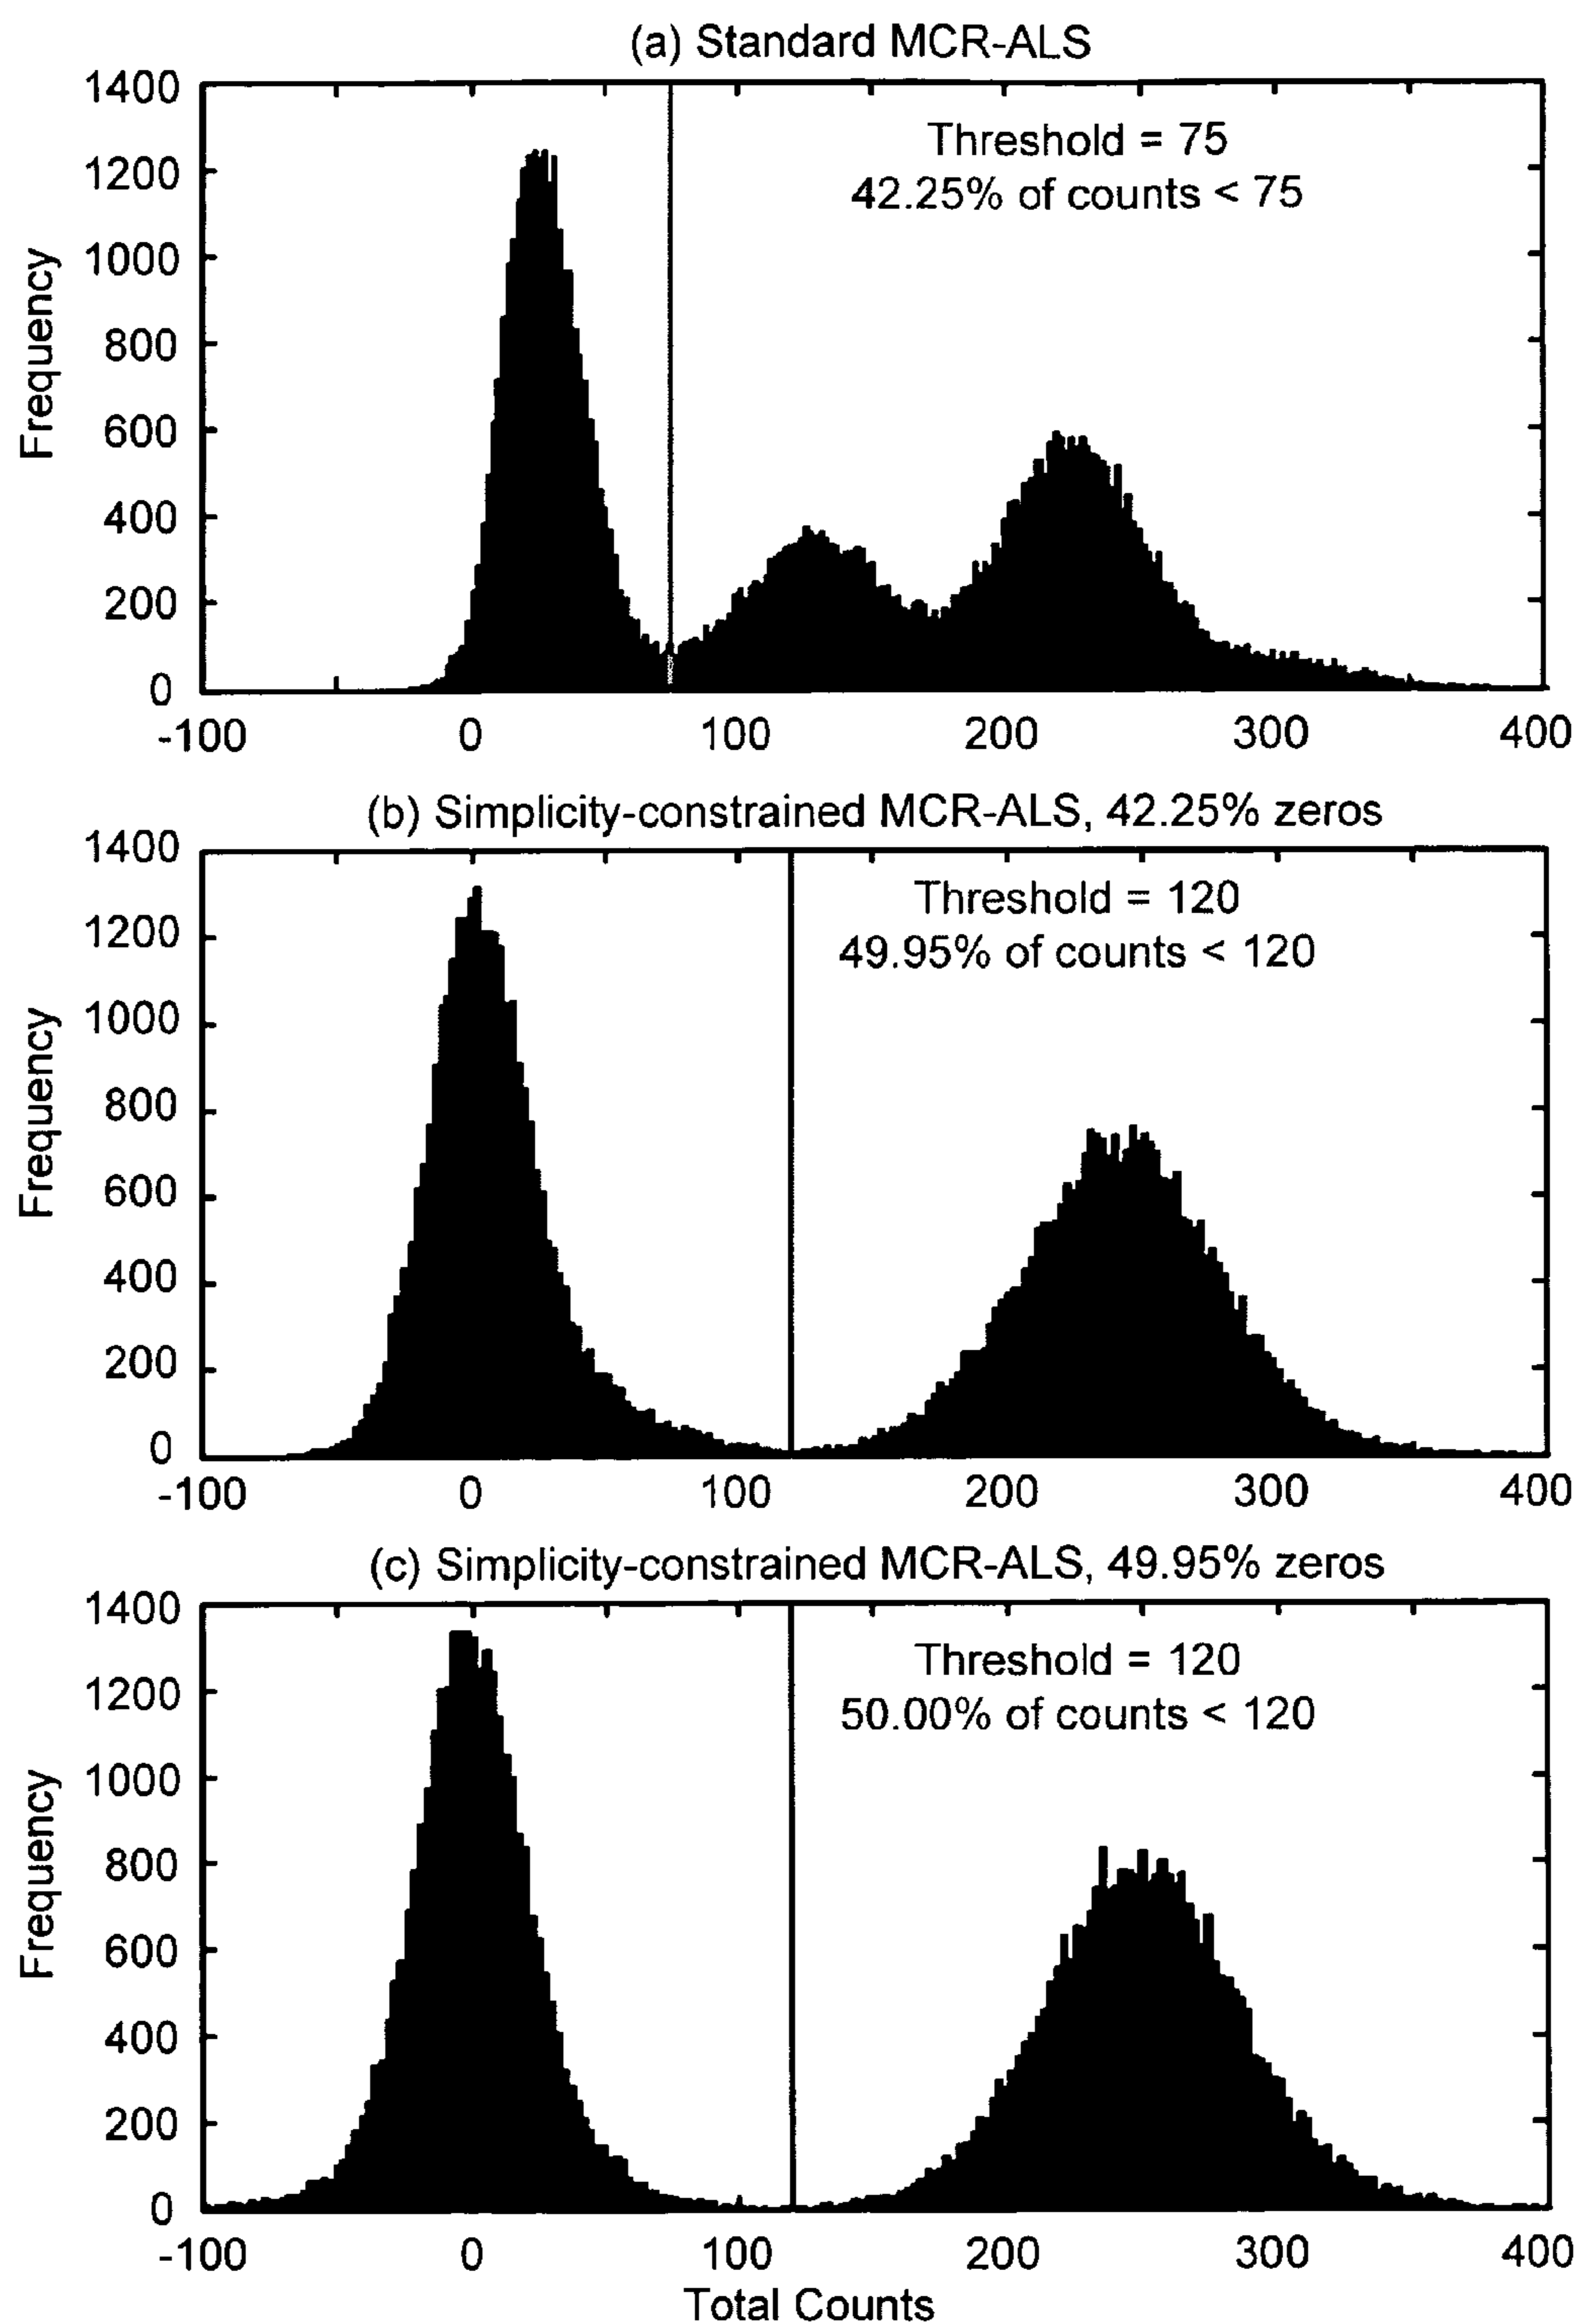 (a) Standard MCR-ALS
1400
1200
1000
800
600
400
200
0
Frequency
Threshold = 75
42.25% of counts < 75
-100 0 100 200 300 400
(b) Simplicity-constrained MCR-ALS, 42.25% zeros
1400
1200
1000
800
600
400
200
0
Frequency
Threshold = 120
49.95% of counts < 120
-100 0 100 200 300 400
(c) Simplicity-constrained MCR-ALS, 49.95% zeros
1400
1200
1000
800
600
400
200
0
Frequency
Threshold = 120
50.00% of counts < 120
-100 0 100 200 300 400
Total Counts